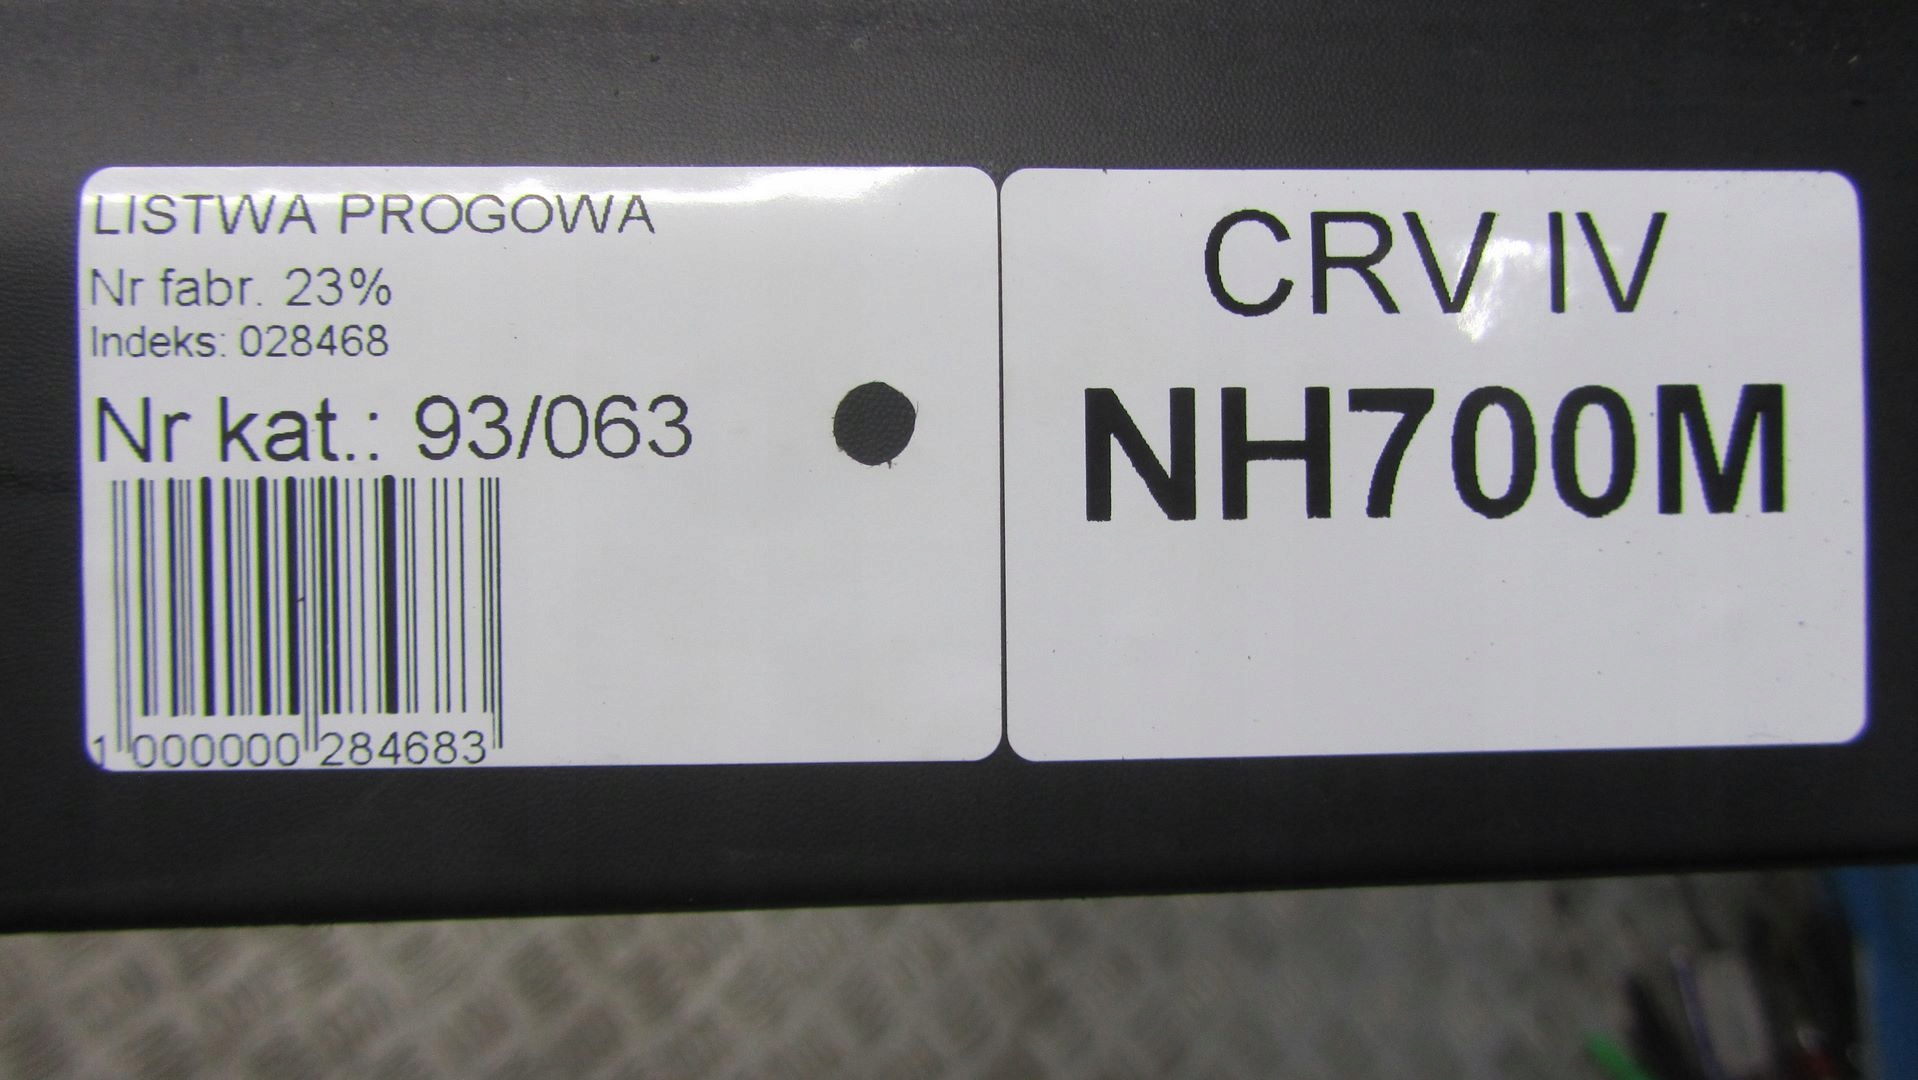 LISTWA PROGOWA
Nr fabr. 23%
Indeks: 028468
Nr kat.: 93/063
1 000000 284683
CRV IV
NH700M